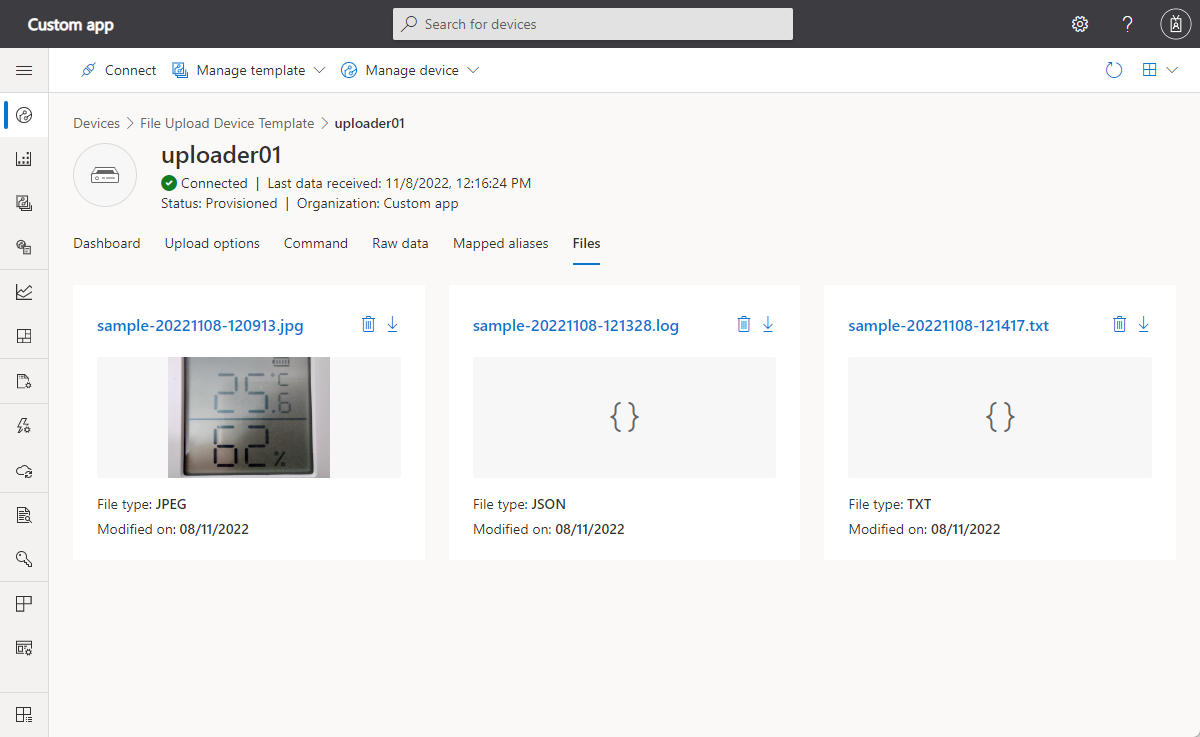 Custom app
Search for devices
?
Connect
Manage template
Manage device
Devices > File Upload Device Template > uploader01
uploader01
Connected | Last data received: 11/8/2022, 12:16:24 PM
Status: Provisioned | Organization: Custom app
Dashboard
Upload options
Command
Raw data
Mapped aliases
Files
sample-20221108-120913.jpg
25.6 °C
62%
File type: JPEG
Modified on: 08/11/2022
sample-20221108-121328.log
{}
File type: JSON
Modified on: 08/11/2022
sample-20221108-121417.txt
{}
File type: TXT
Modified on: 08/11/2022